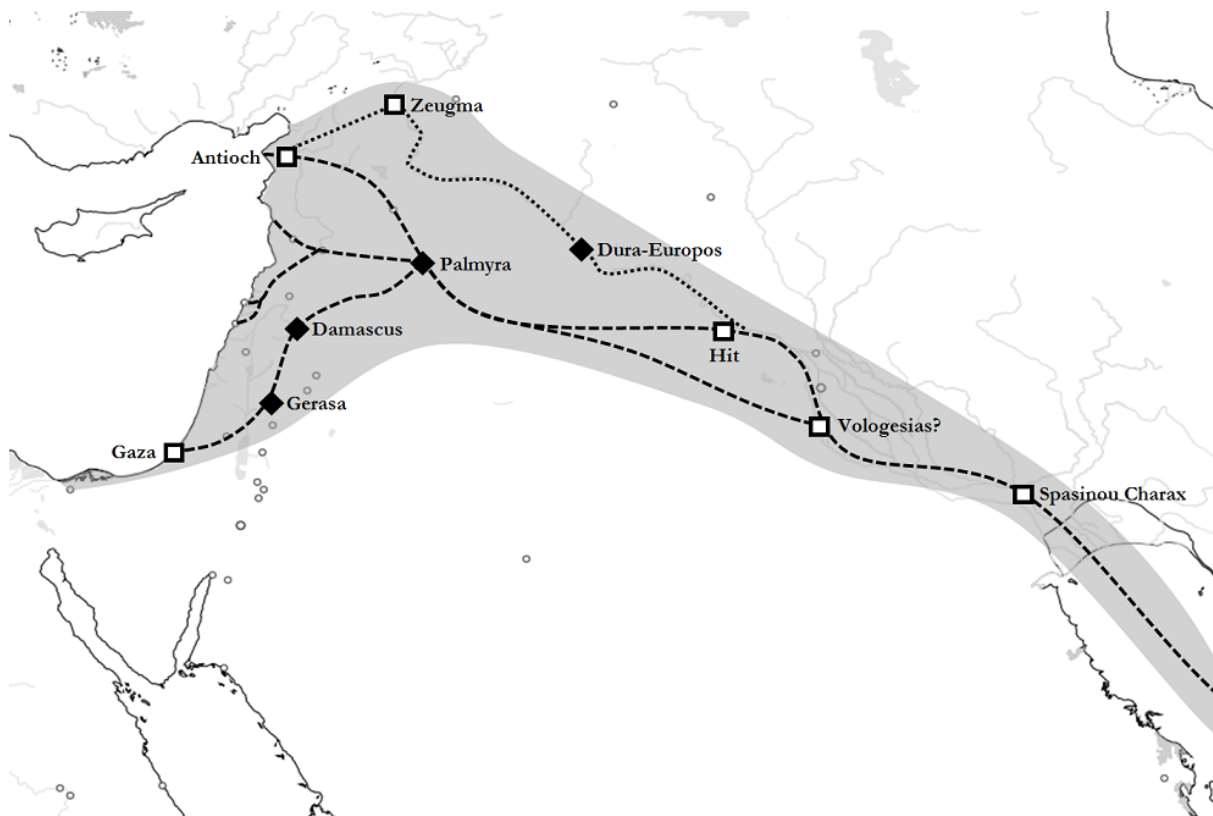 Zeugma
Antioch
Dura-Europos
Palmyra
Damascus
Hit
Gerasa
Vologesias?
Gaza
Spasinou Charax